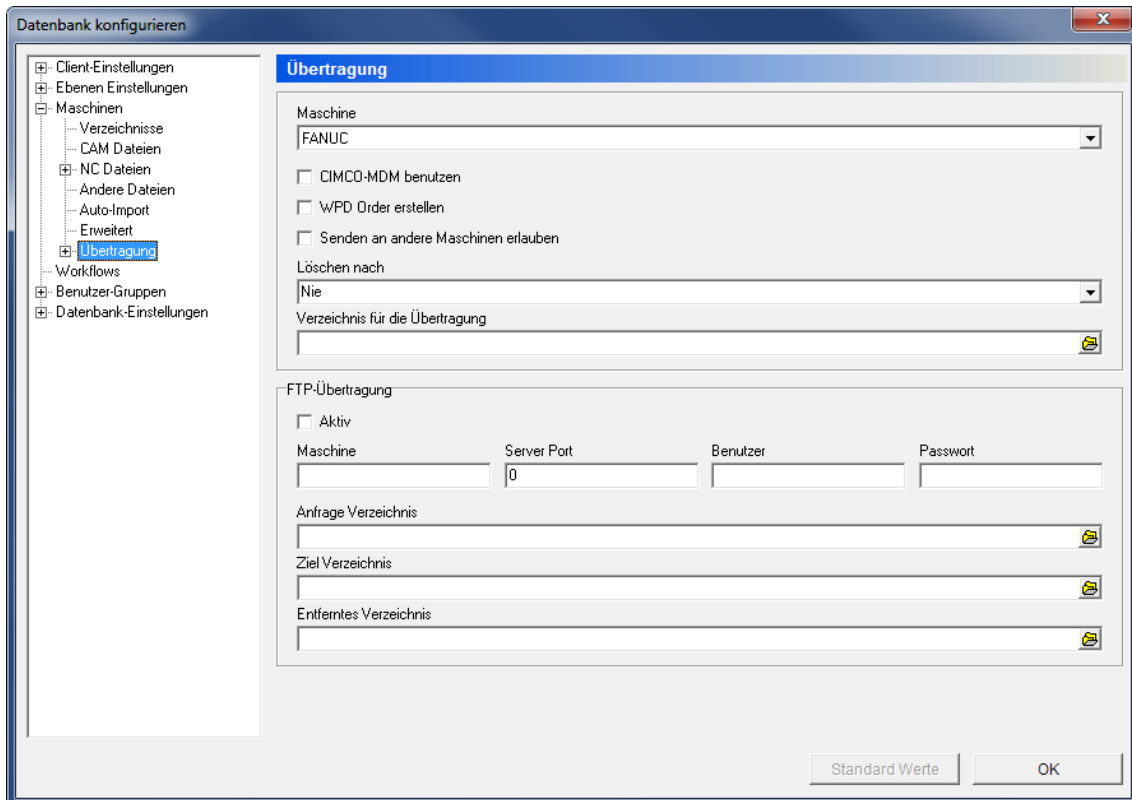 Datenbank konfigurieren
Client-Einstellungen
Ebenen Einstellungen
Maschinen
Verzeichnisse
CAM Dateien
NC Dateien
Andere Dateien
Auto-Import
Erweitert
Übertragung
Workflows
Benutzer-Gruppen
Datenbank-Einstellungen
Übertragung
Maschine
FANUC
CIMCO-MDM benutzen
WPD Order erstellen
Senden an andere Maschinen erlauben
Löschen nach
Nie
Verzeichnis für die Übertragung
FTP-Übertragung
Aktiv
Maschine Server Port Benutzer Passwort
0
Anfrage Verzeichnis
Ziel Verzeichnis
Entferntes Verzeichnis
Standard Werte OK